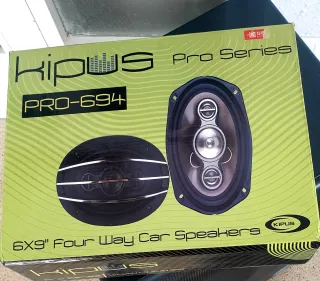 kipus Pro Series
PRO-694
6X9" Four Way Car Speakers
KIPUS